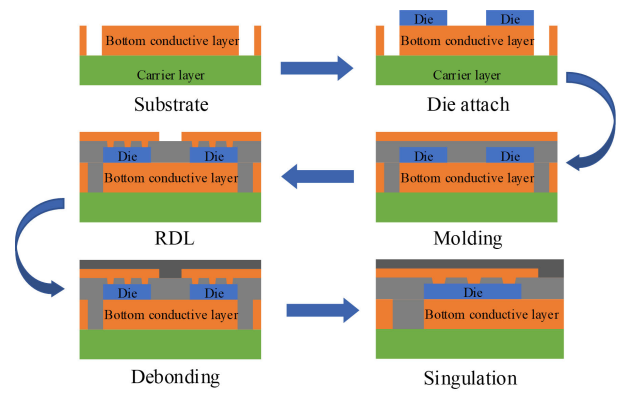 Bottom conductive layer
Carrier layer
Substrate
Die
Die
Bottom conductive layer
Carrier layer
Die attach
Die
Die
Bottom conductive layer
RDL
Die
Die
Bottom conductive layer
Molding
Die
Die
Bottom conductive layer
Debonding
Die
Bottom conductive layer
Singulation